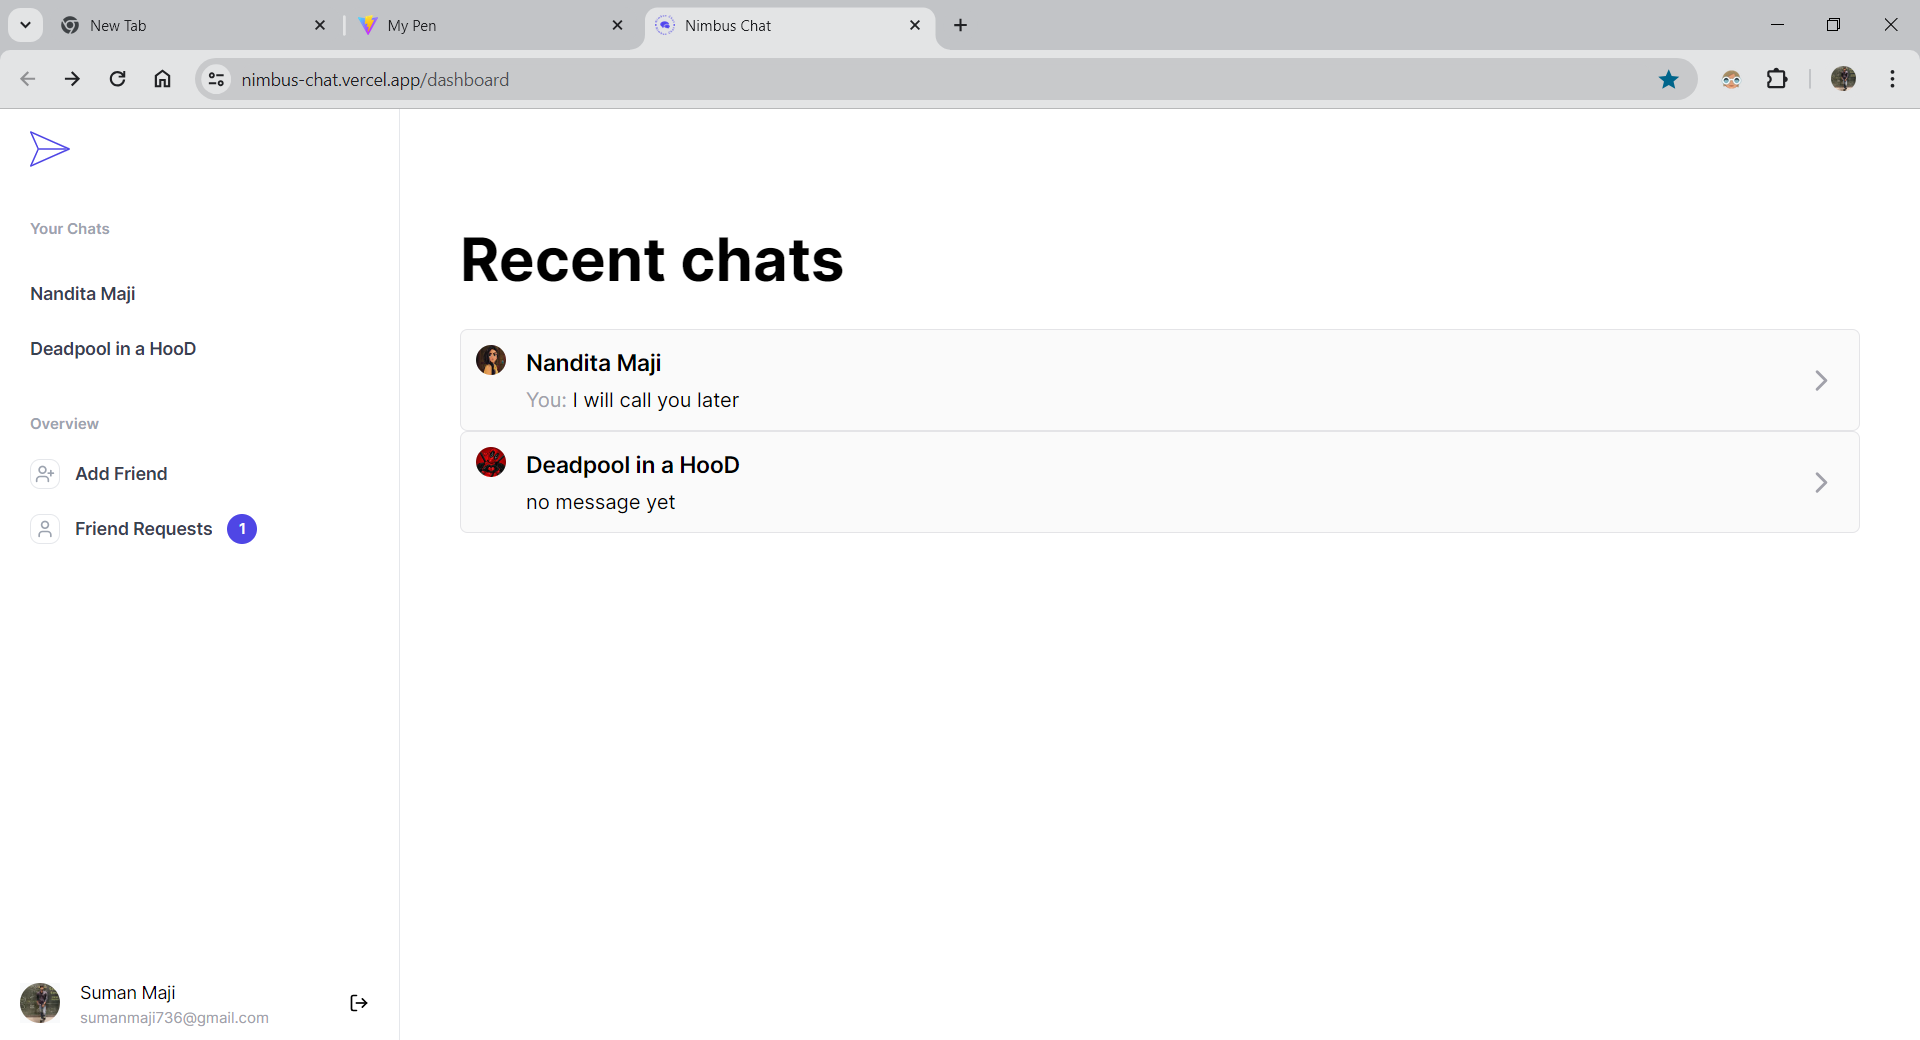 New Tab
My Pen
Nimbus Chat
nimbus-chat.vercel.app/dashboard
Your Chats
Nandita Maji
Deadpool in a HooD
Overview
Add Friend
Friend Requests 1
Suman Maji
sumanmaji736@gmail.com
Recent chats
Nandita Maji
You: I will call you later
Deadpool in a HooD
no message yet